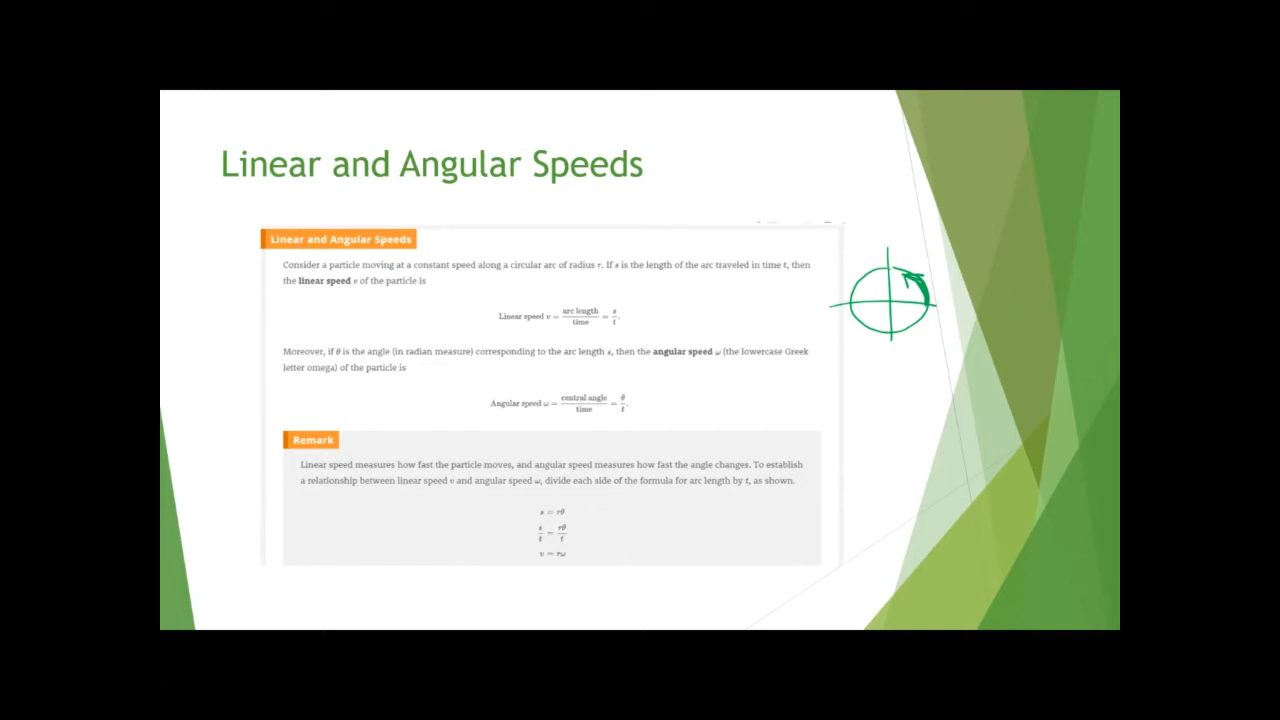 Linear and Angular Speeds
Linear and Angular Speeds
Consider a particle moving at a constant speed along a circular arc of radius r. If s is the length of the arc traveled in time t, then
the linear speed v of the particle is
Linear speed v = arc length / time = s / t.
Moreover, if θ is the angle (in radian measure) corresponding to the arc length s, then the angular speed ω (the lowercase Greek
letter omega) of the particle is
Angular speed ω = central angle / time = θ / t.
Remark
Linear speed measures how fast the particle moves, and angular speed measures how fast the angle changes. To establish
a relationship between linear speed v and angular speed ω, divide each side of the formula for arc length by t, as shown.
s = rθ
s / t = rθ / t
v = rω